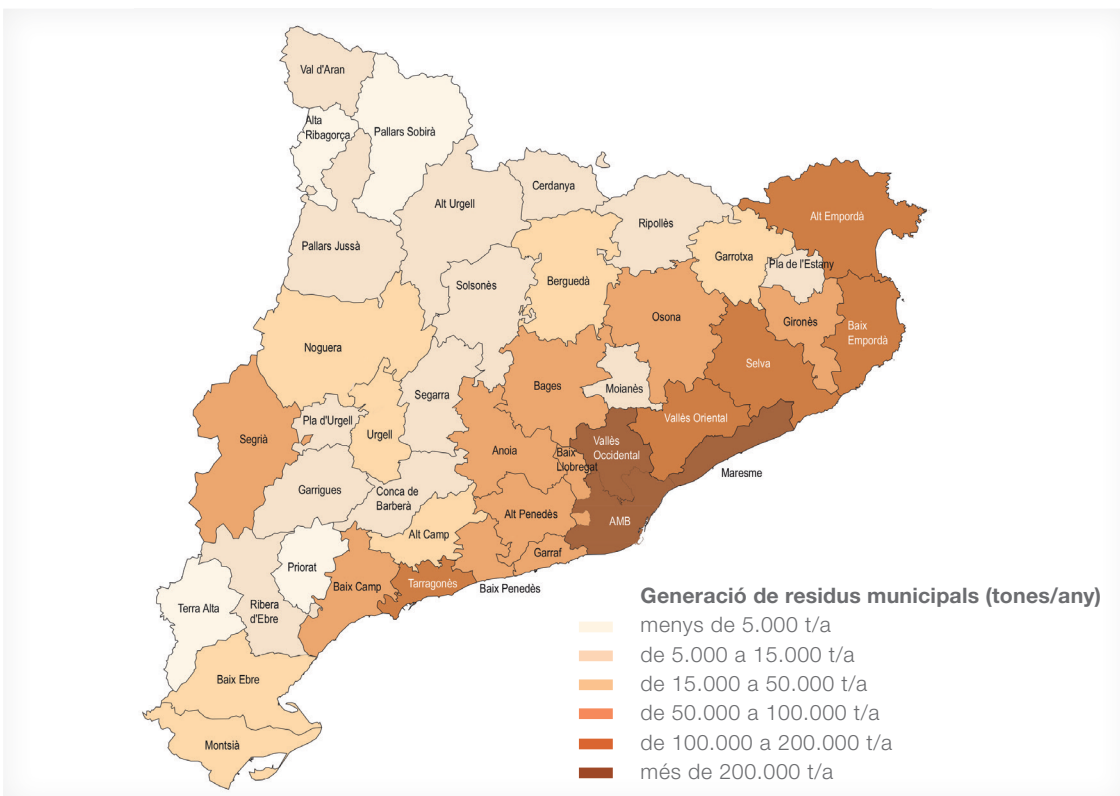 Val d'Aran
Alta
Ribagorça
Pallars Sobirà
Cerdanya
Alt Urgell
Ripollès
Alt Empordà
Pallars Jussà
Garrotxa
Pla de l'Estany
Solsonès
Berguedà
Osona
Gironès
Baix
Empordà
Noguera
Selva
Bages
Moianès
Segarra
Vallès Oriental
Pla d'Urgell
Urgell
Segrià
Anoia
Baix
Llobregat
Vallès
Occidental
Maresme
Garrigues
Conca de
Barberà
Alt Penedès
AMB
Alt Camp
Garraf
Priorat
Baix Camp
Tarragonès
Baix Penedès
Terra Alta
Ribera
d'Ebre
Baix Ebre
Montsià
Generació de residus municipals (tones/any)
menys de 5.000 t/a
de 5.000 a 15.000 t/a
de 15.000 a 50.000 t/a
de 50.000 a 100.000 t/a
de 100.000 a 200.000 t/a
més de 200.000 t/a